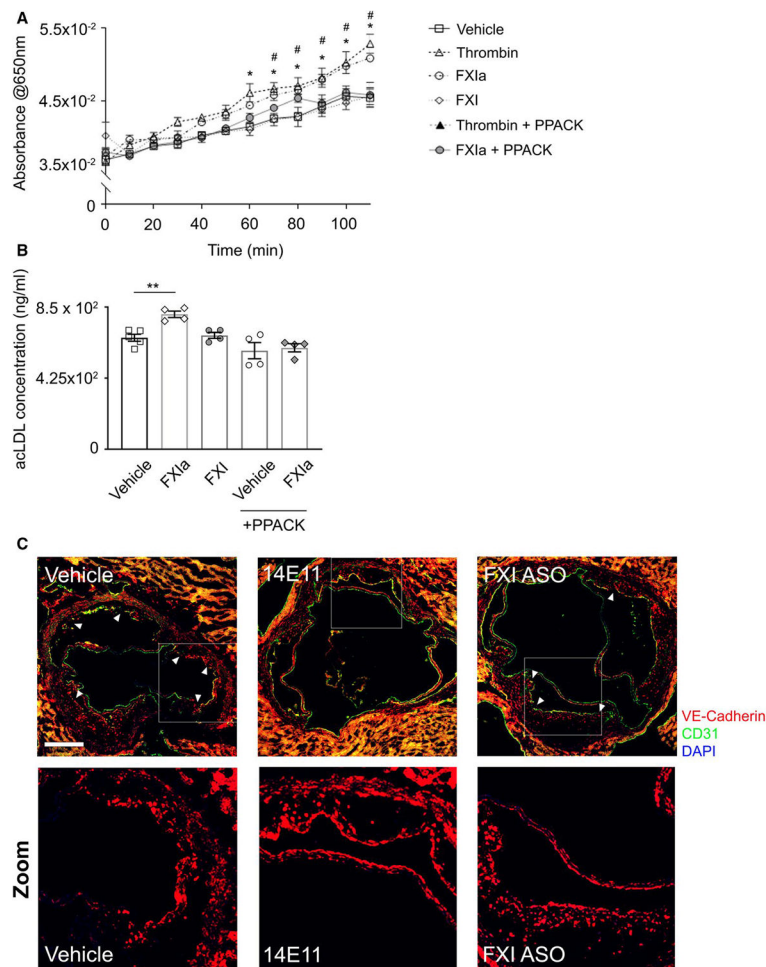 A
5.5x10⁻²
4.5x10⁻²
3.5x10⁻²
0
Absorbance @650nm
* # * # * # * # * # *
0 20 40 60 80 100
Time (min)
Vehicle
Thrombin
FXIa
FXI
Thrombin + PPACK
FXIa + PPACK
B
acLDL concentration (ng/ml)
8.5 x 10²
4.25x10²
0
**
Vehicle FXIa FXI Vehicle FXIa
+PPACK
C
Vehicle 14E11 FXI ASO
VE-Cadherin
CD31
DAPI
Zoom
Vehicle 14E11 FXI ASO